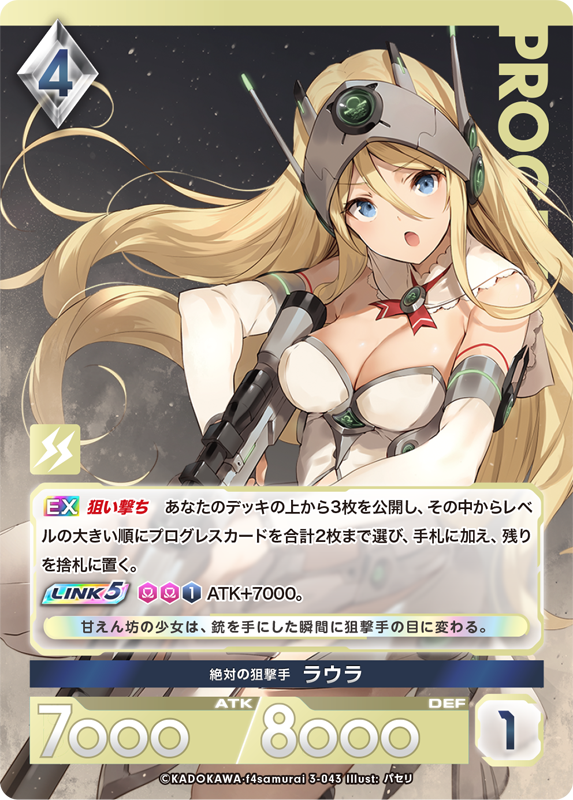 4
PROG
EX 狙い撃ち あなたのデッキの上から3枚を公開し、その中からレベ
ルの大きい順にプログレスカードを合計2枚まで選び、手札に加え、残り
を捨札に置く。
LINK 5 1 ATK+7000。
甘えん坊の少女は、銃を手にした瞬間に狙撃手の目に変わる。
絶対の狙撃手 ラウラ
ATK
7000
DEF
8000
1
©KADOKAWA-f4samurai 3-043 Illust: パセリ